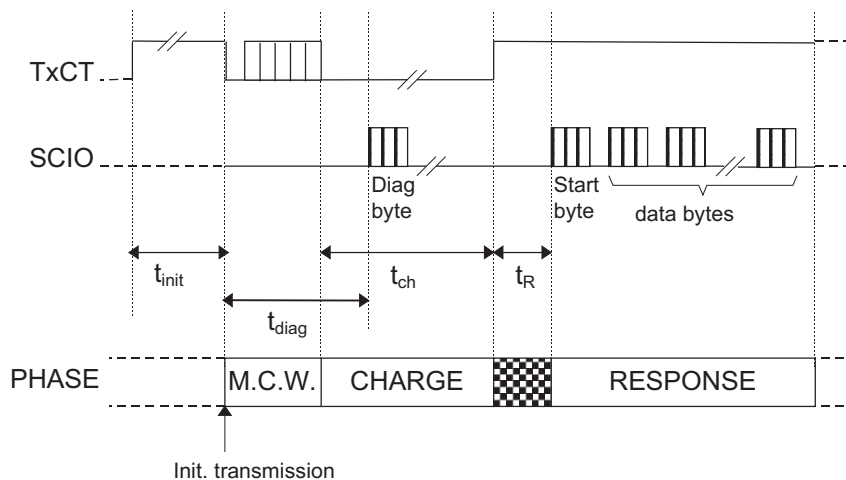 TxCT
SCIO
Diag
byte
Start
byte
data bytes
tinit
tch
tR
tdiag
PHASE
M.C.W.
CHARGE
RESPONSE
Init. transmission